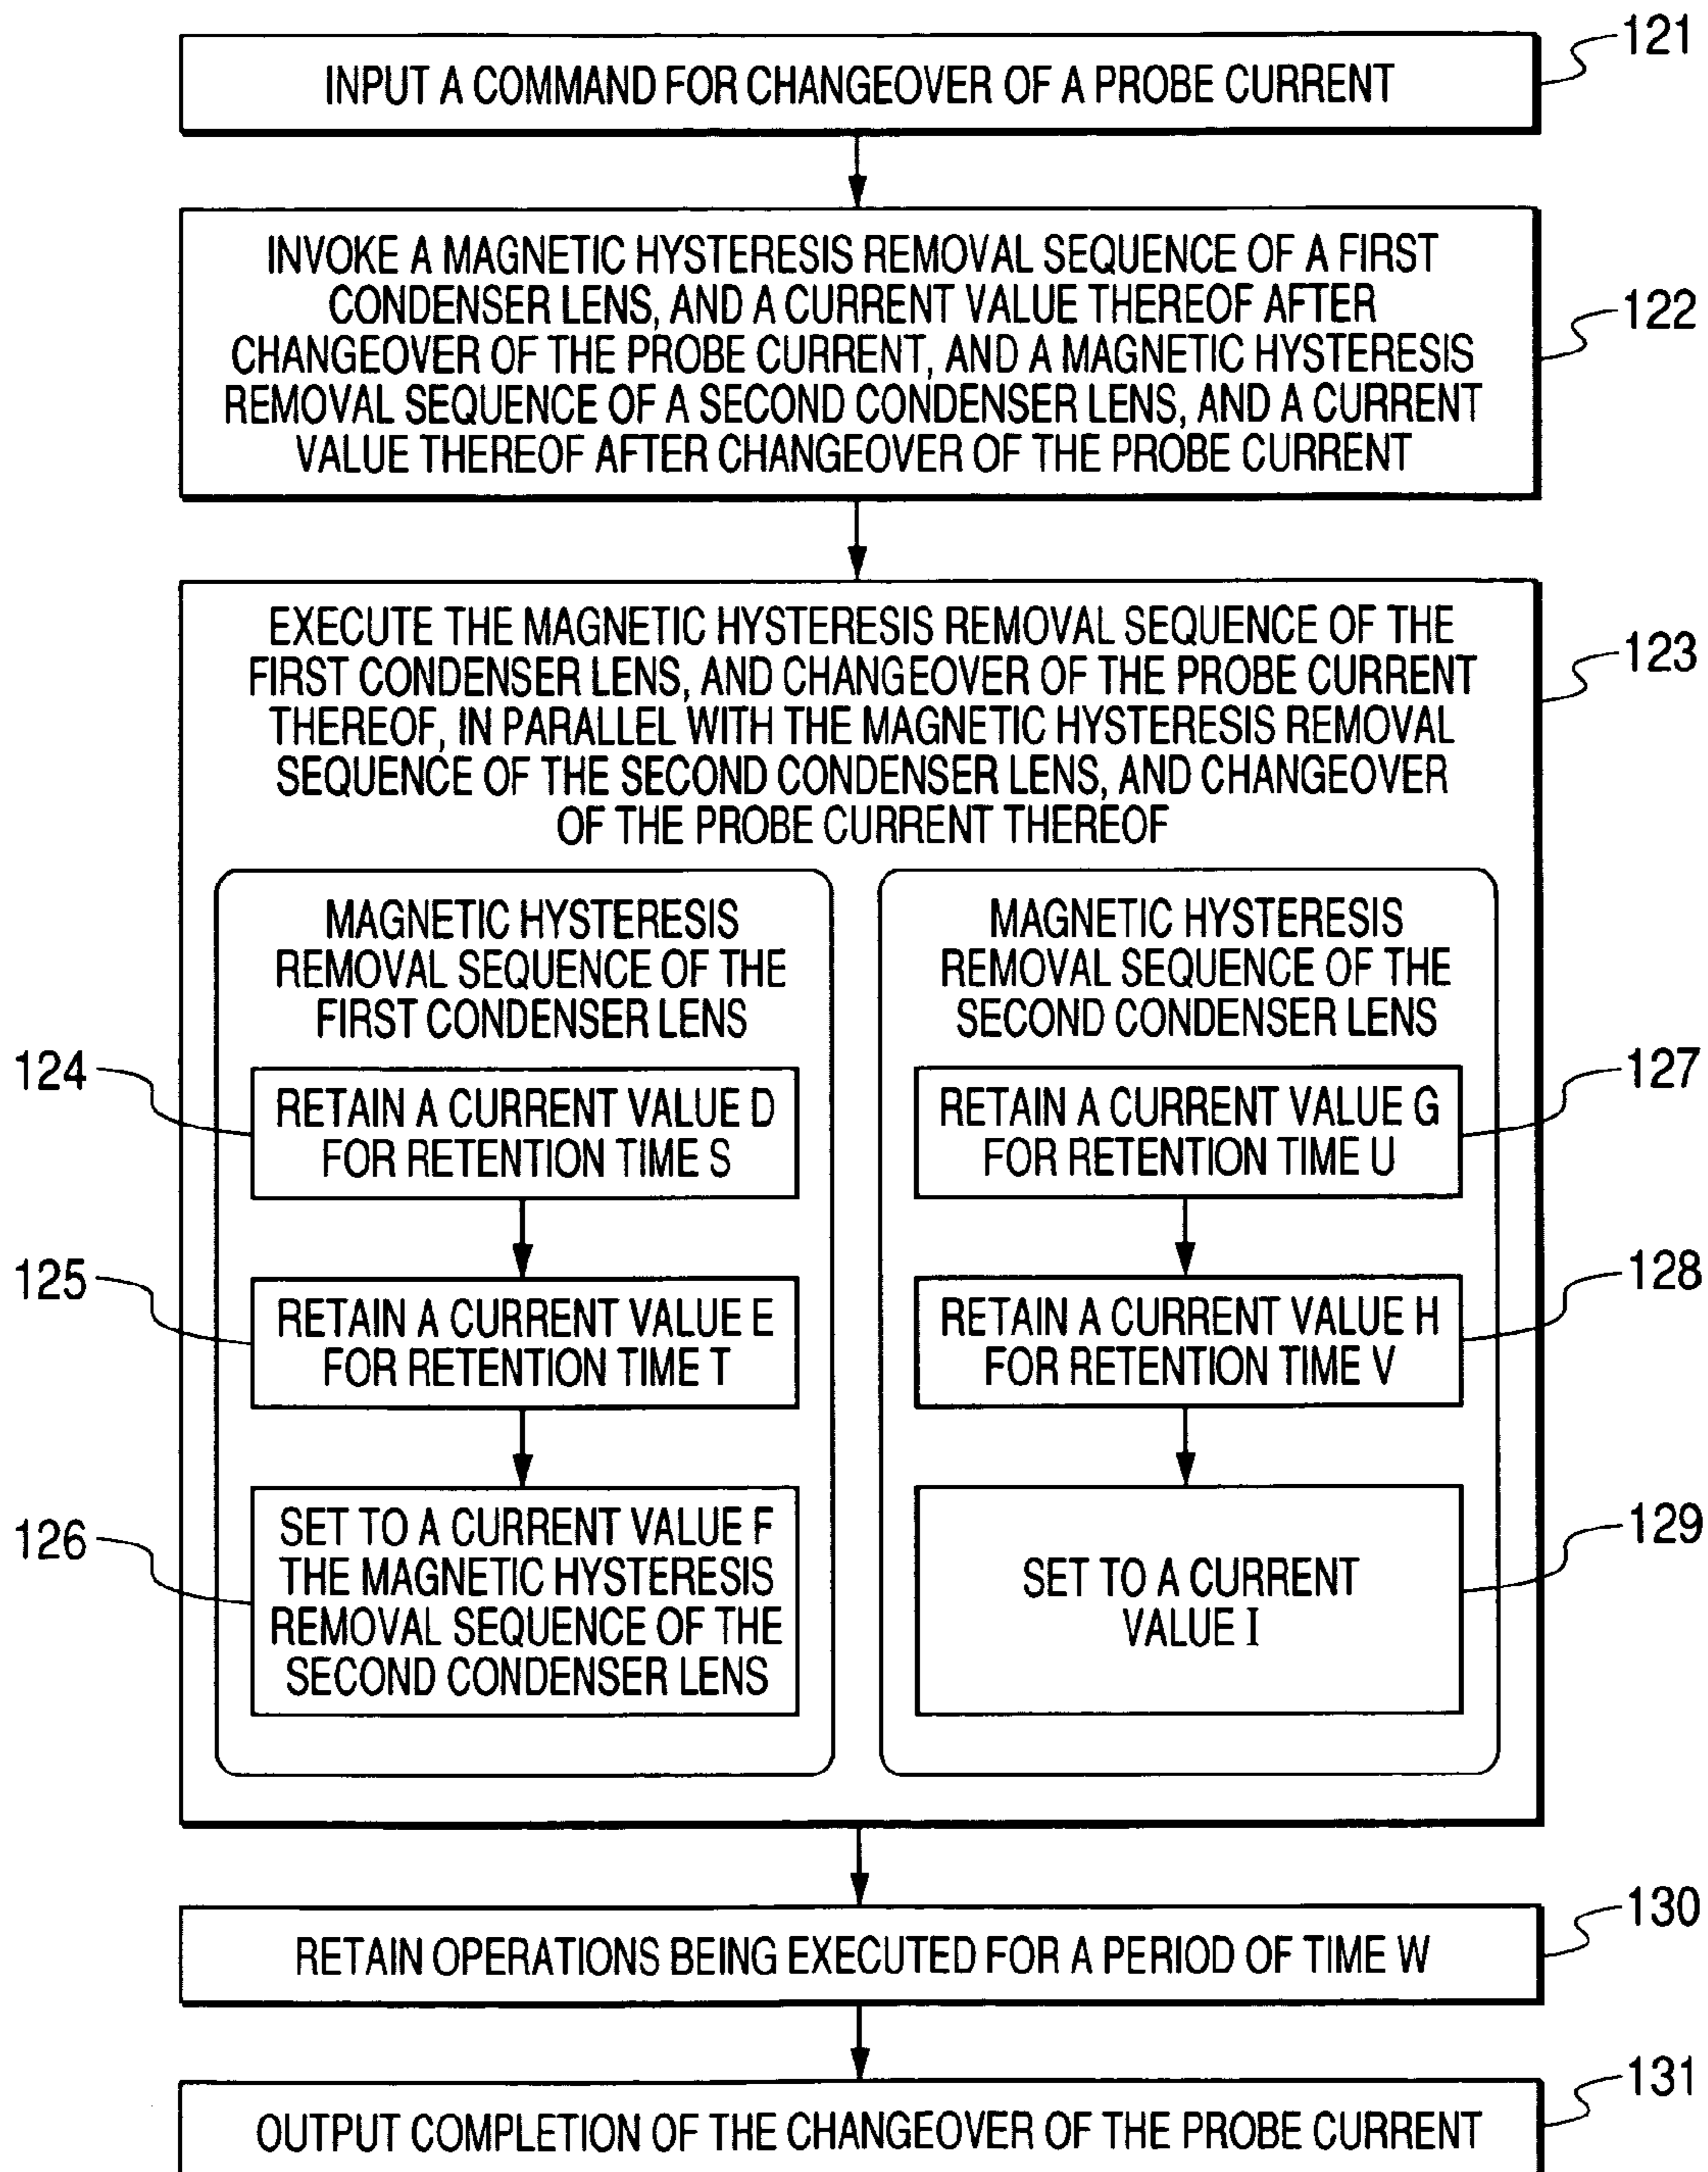 121
INPUT A COMMAND FOR CHANGEOVER OF A PROBE CURRENT
INVOKE A MAGNETIC HYSTERESIS REMOVAL SEQUENCE OF A FIRST
CONDENSER LENS, AND A CURRENT VALUE THEREOF AFTER
CHANGEOVER OF THE PROBE CURRENT, AND A MAGNETIC HYSTERESIS
REMOVAL SEQUENCE OF A SECOND CONDENSER LENS, AND A CURRENT
VALUE THEREOF AFTER CHANGEOVER OF THE PROBE CURRENT
122
EXECUTE THE MAGNETIC HYSTERESIS REMOVAL SEQUENCE OF THE
FIRST CONDENSER LENS, AND CHANGEOVER OF THE PROBE CURRENT
THEREOF, IN PARALLEL WITH THE MAGNETIC HYSTERESIS REMOVAL
SEQUENCE OF THE SECOND CONDENSER LENS, AND CHANGEOVER
OF THE PROBE CURRENT THEREOF
123
MAGNETIC HYSTERESIS
REMOVAL SEQUENCE OF THE
FIRST CONDENSER LENS
124
RETAIN A CURRENT VALUE D
FOR RETENTION TIME S
125
RETAIN A CURRENT VALUE E
FOR RETENTION TIME T
126
SET TO A CURRENT VALUE F
THE MAGNETIC HYSTERESIS
REMOVAL SEQUENCE OF THE
SECOND CONDENSER LENS
MAGNETIC HYSTERESIS
REMOVAL SEQUENCE OF THE
SECOND CONDENSER LENS
127
RETAIN A CURRENT VALUE G
FOR RETENTION TIME U
128
RETAIN A CURRENT VALUE H
FOR RETENTION TIME V
129
SET TO A CURRENT
VALUE I
130
RETAIN OPERATIONS BEING EXECUTED FOR A PERIOD OF TIME W
131
OUTPUT COMPLETION OF THE CHANGEOVER OF THE PROBE CURRENT